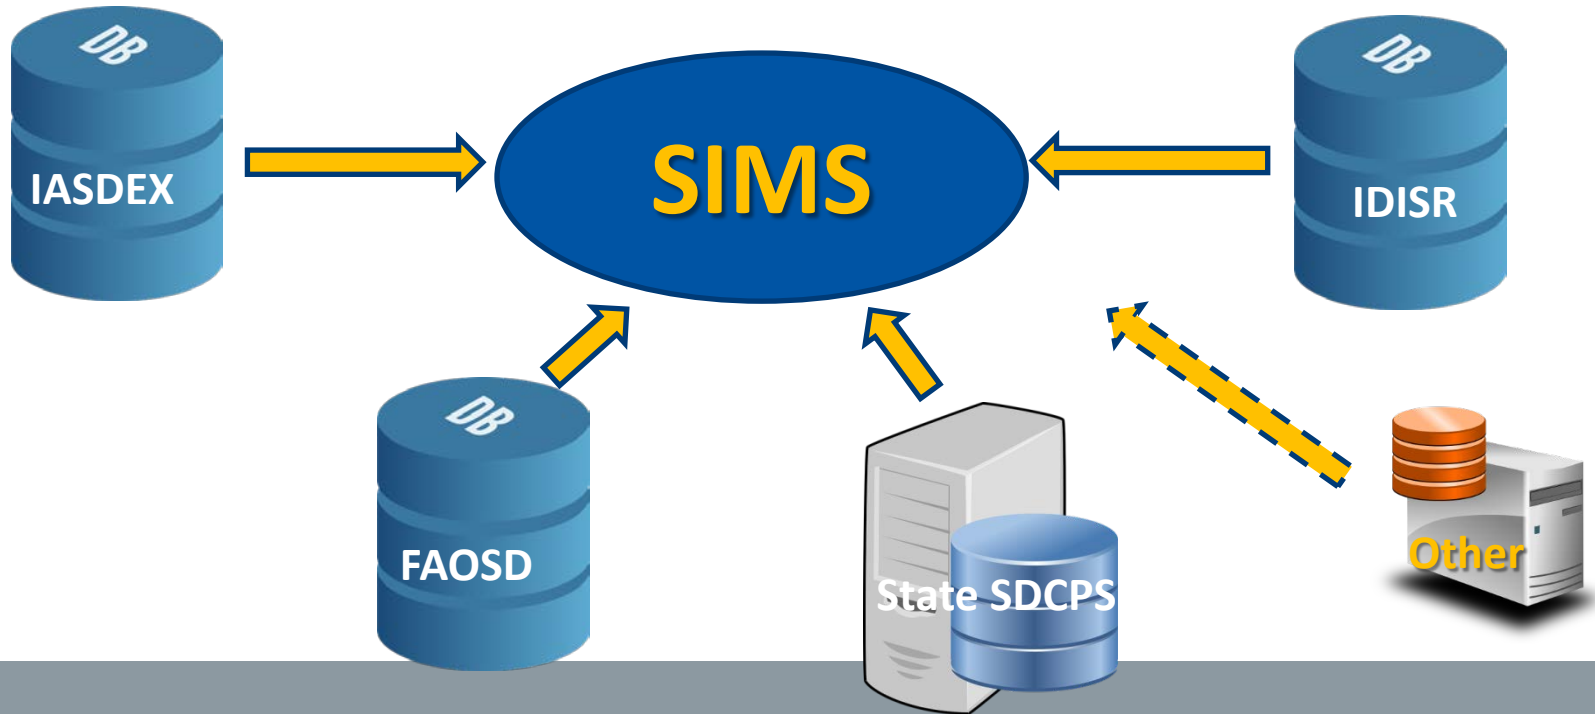 DB
DB
SIMS
IASDEX
IDISR
DB
FAOSD
State SDCPS
Other